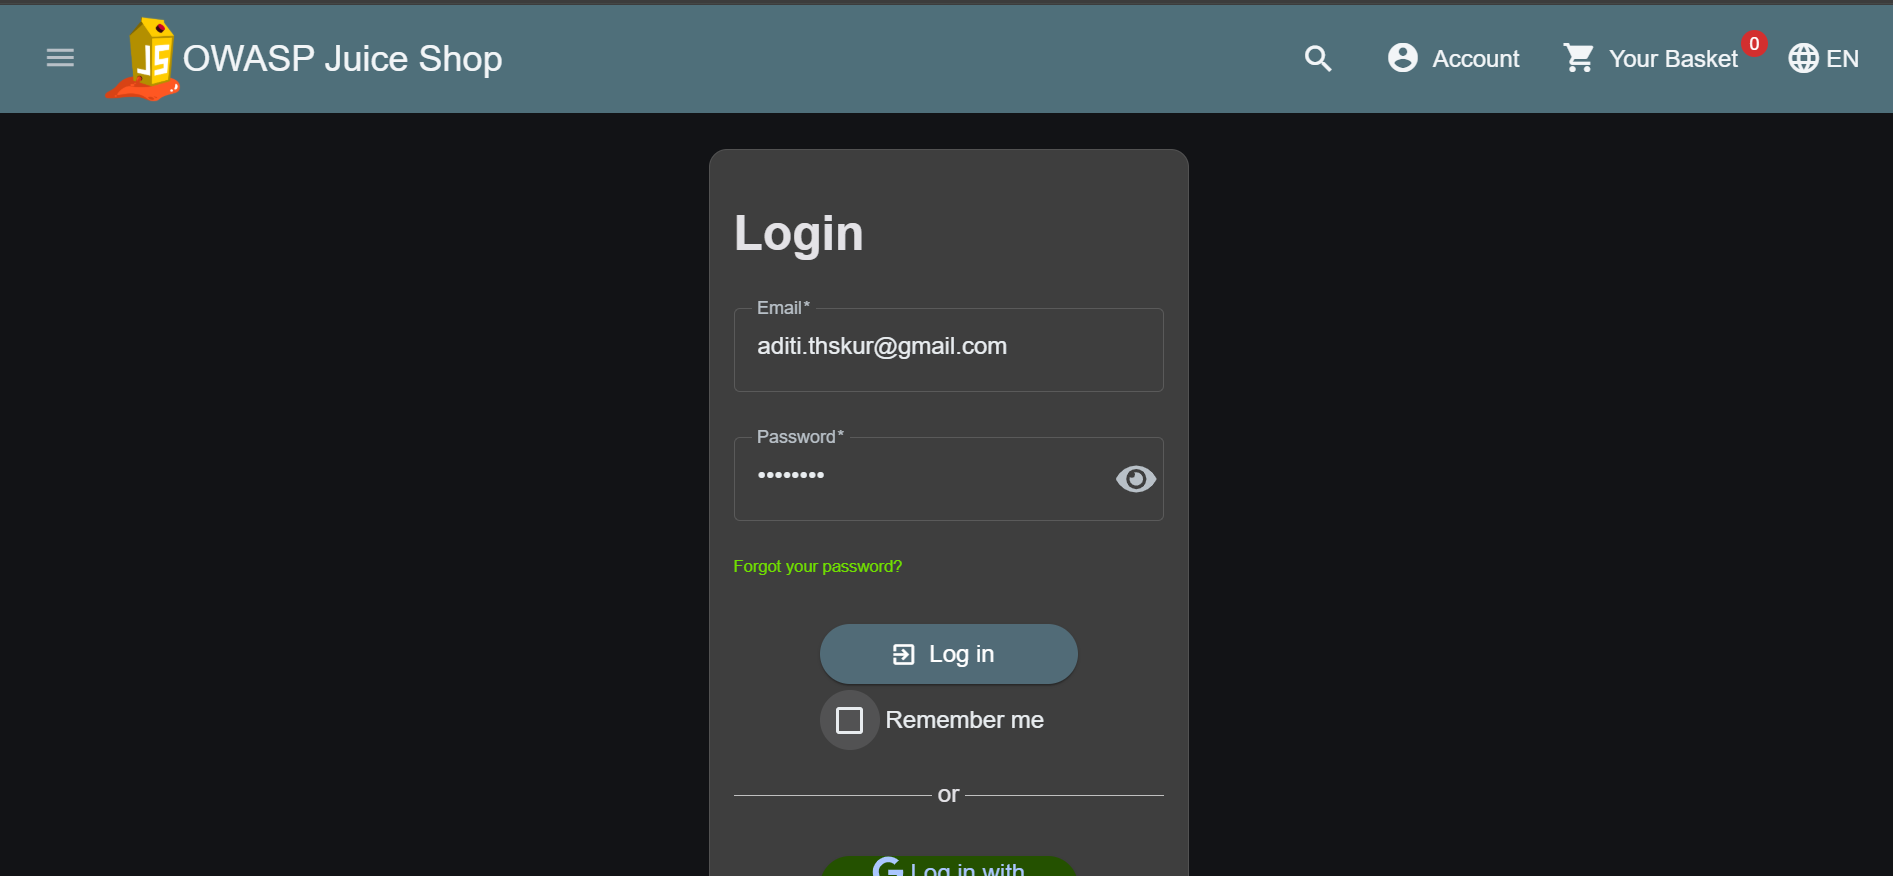 JS OWASP Juice Shop
Account
Your Basket 0
EN
Login
Email*
aditi.thskur@gmail.com
Password*
••••••••
Forgot your password?
Log in
Remember me
or
G Log in with